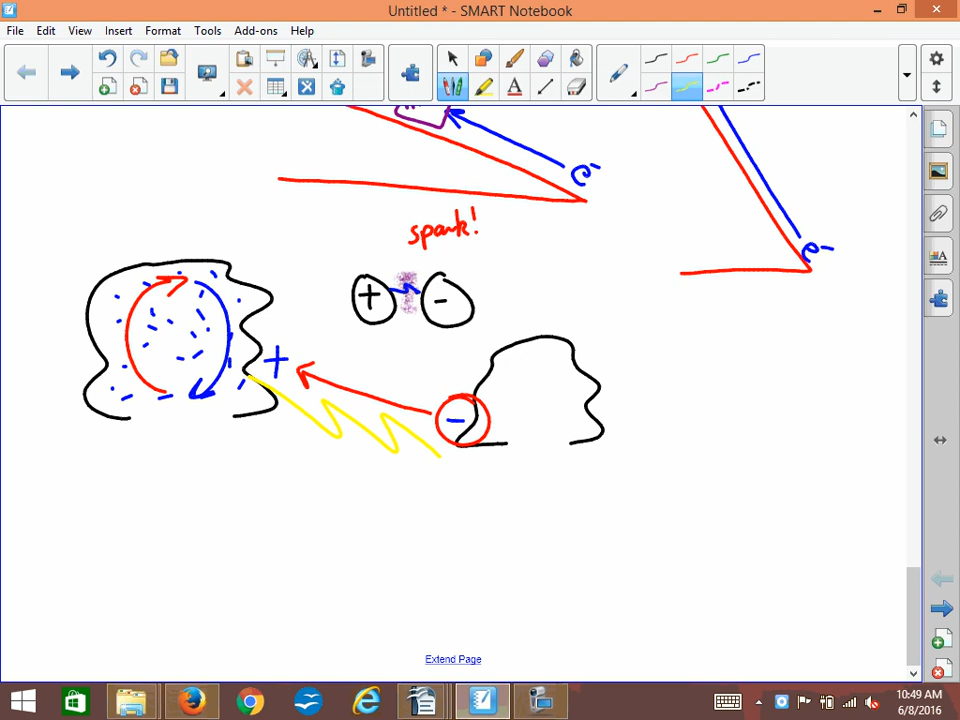 Untitled * - SMART Notebook
File Edit View Insert Format Tools Add-ons Help
e-
spark!
e-
+ -
+
-
Extend Page
10:49 AM
6/8/2016